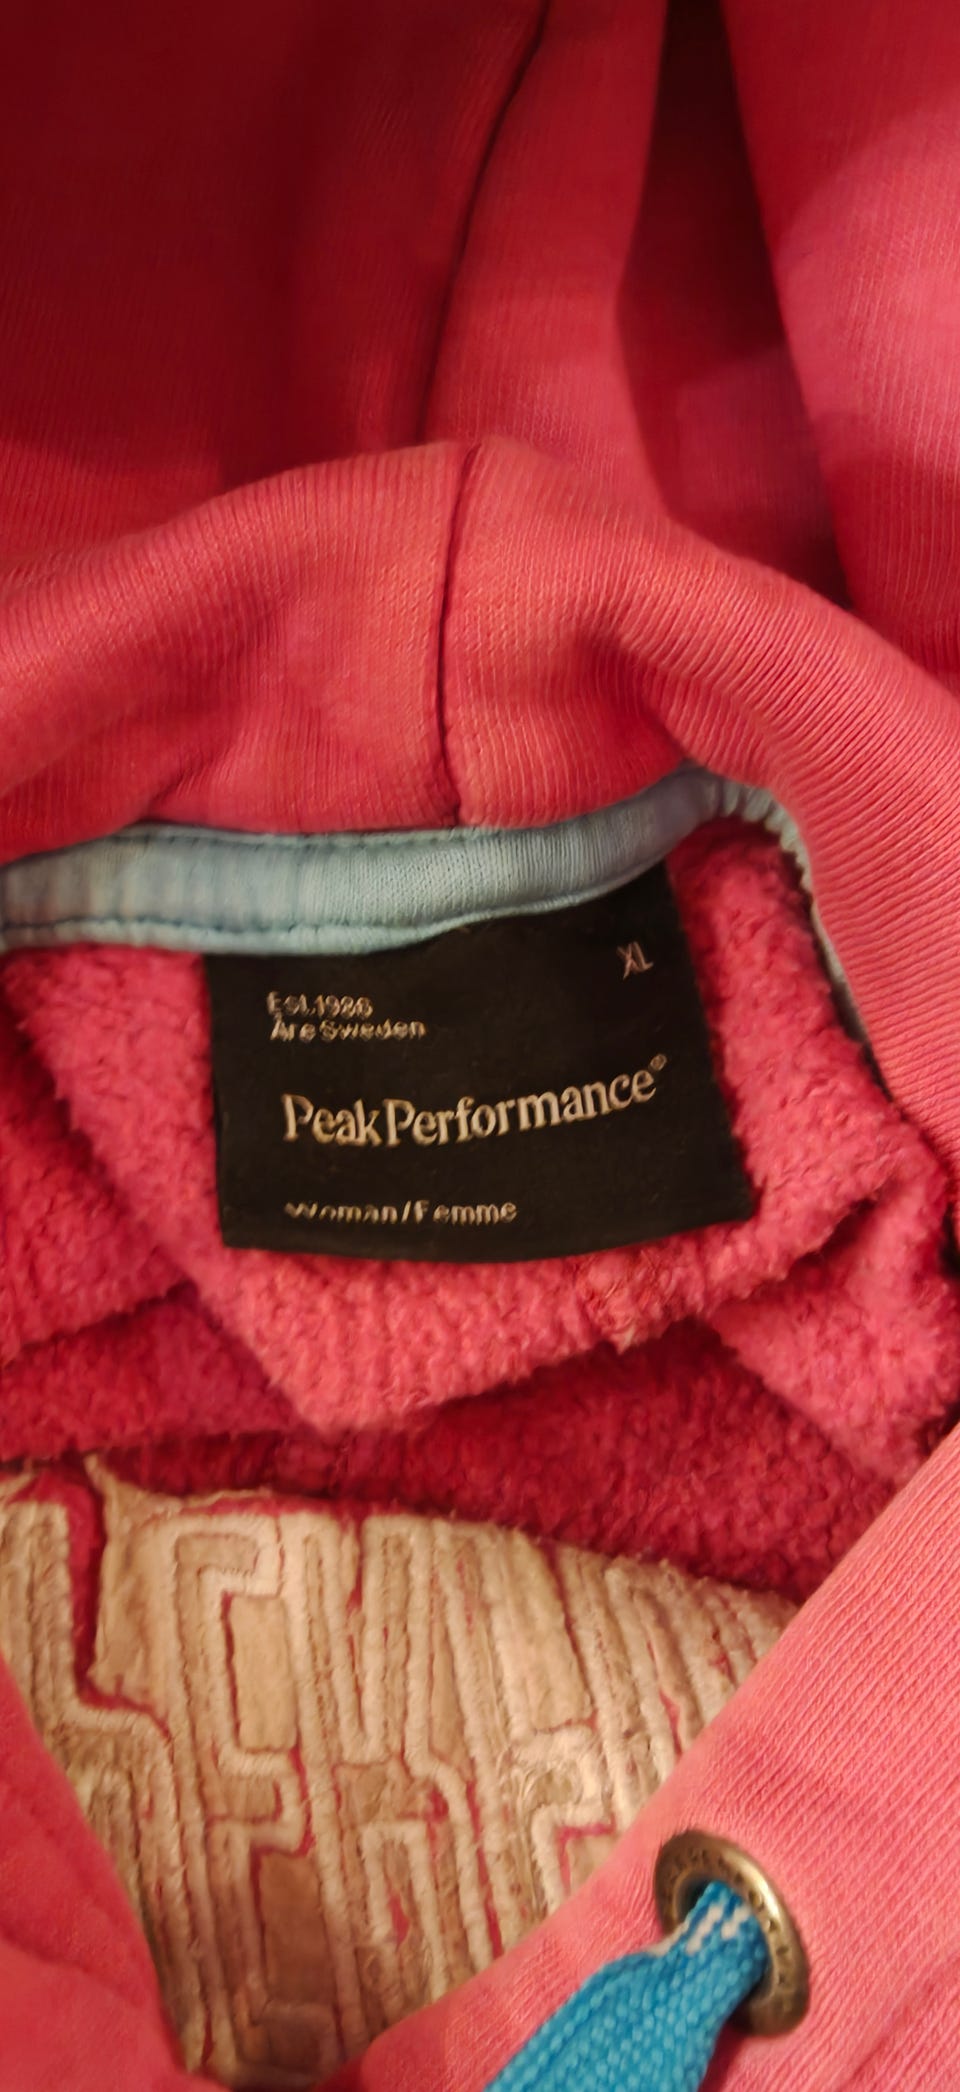 XL
Est.1986
Åre Sweden
PeakPerformance®
Woman/Femme